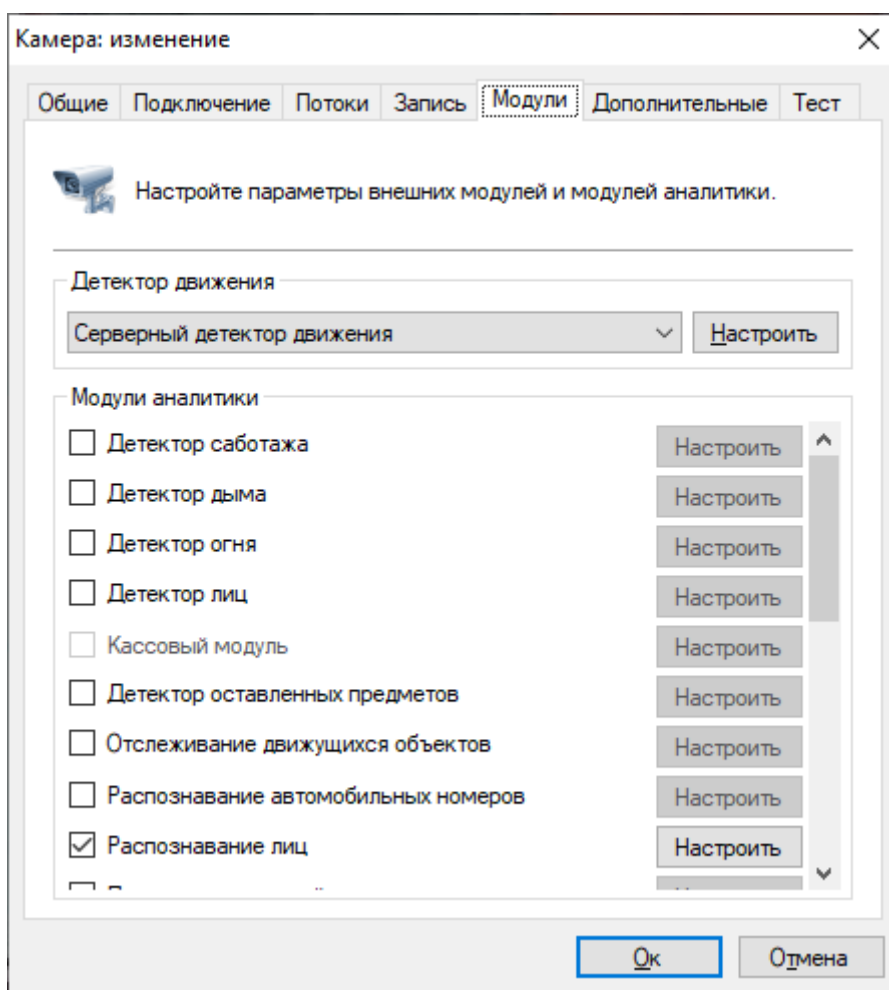 Камера: изменение
Общие Подключение Потоки Запись Модули Дополнительные Тест
Настройте параметры внешних модулей и модулей аналитики.
Детектор движения
Серверный детектор движения Настроить
Модули аналитики
Детектор саботажа Настроить
Детектор дыма Настроить
Детектор огня Настроить
Детектор лиц Настроить
Кассовый модуль Настроить
Детектор оставленных предметов Настроить
Отслеживание движущихся объектов Настроить
Распознавание автомобильных номеров Настроить
Распознавание лиц Настроить
Ок Отмена